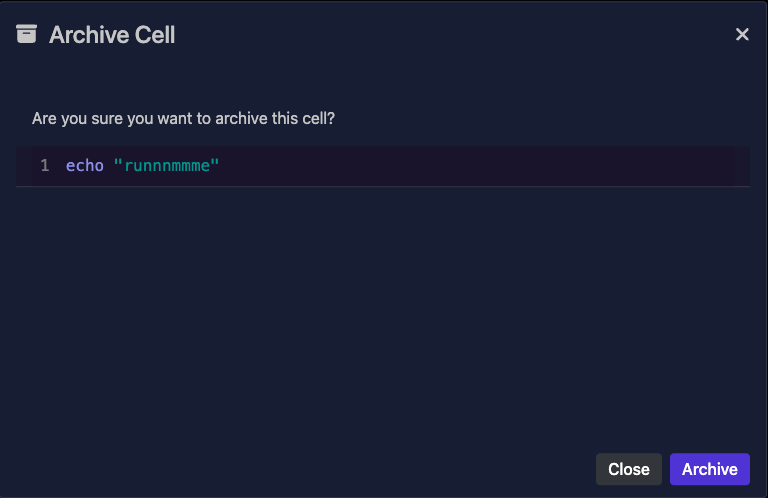 Archive Cell
Are you sure you want to archive this cell?
1 echo "runnnmmme"
Close Archive